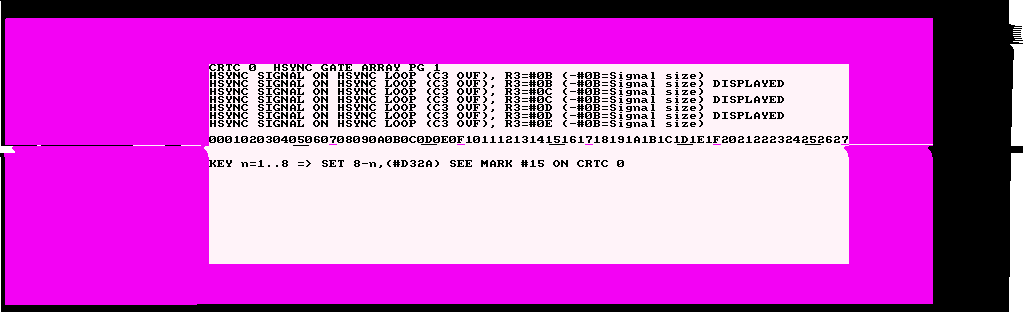 CRTC 0  HSYNC GATE ARRAY PG 1
HSYNC SIGNAL ON HSYNC LOOP (C3 OVF), R3=#0B (-#0B=Signal size)
HSYNC SIGNAL ON HSYNC LOOP (C3 OVF), R3=#0B (-#0B=Signal size) DISPLAYED
HSYNC SIGNAL ON HSYNC LOOP (C3 OVF), R3=#0C (-#0B=Signal size)
HSYNC SIGNAL ON HSYNC LOOP (C3 OVF), R3=#0C (-#0B=Signal size) DISPLAYED
HSYNC SIGNAL ON HSYNC LOOP (C3 OVF), R3=#0D (-#0B=Signal size)
HSYNC SIGNAL ON HSYNC LOOP (C3 OVF), R3=#0D (-#0B=Signal size) DISPLAYED
HSYNC SIGNAL ON HSYNC LOOP (C3 OVF), R3=#0E (-#0B=Signal size)
000102030405060708090A0B0C0D0E0F101112131415161718191A1B1C1D1E1F2021222324252627
KEY n=1..8 => SET 8-n,(#D32A) SEE MARK #15 ON CRTC 0